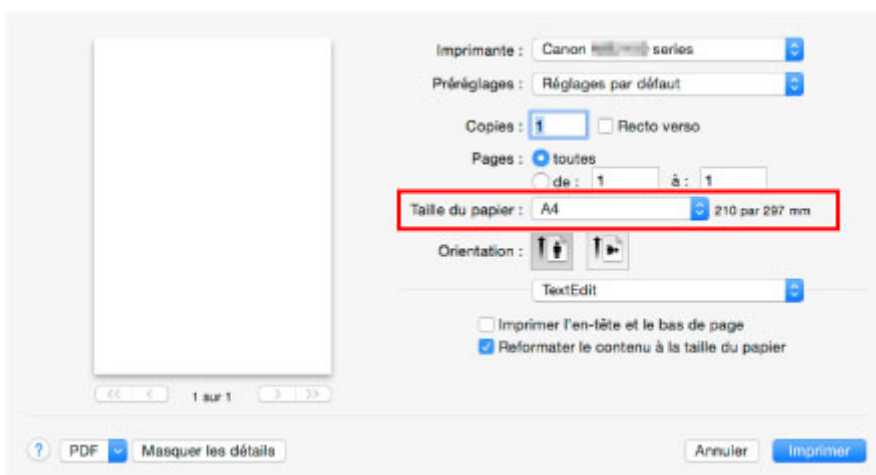 Imprimante : Canon series
Préréglages : Réglages par défaut
Copies : 1 Recto verso
Pages : toutes
de : 1 à : 1
Taille du papier : A4 210 par 297 mm
Orientation :
TextEdit
Imprimer l'en-tête et le bas de page
Reformater le contenu à la taille du papier
<< < 1 sur 1 > >>
? PDF Masquer les détails Annuler Imprimer